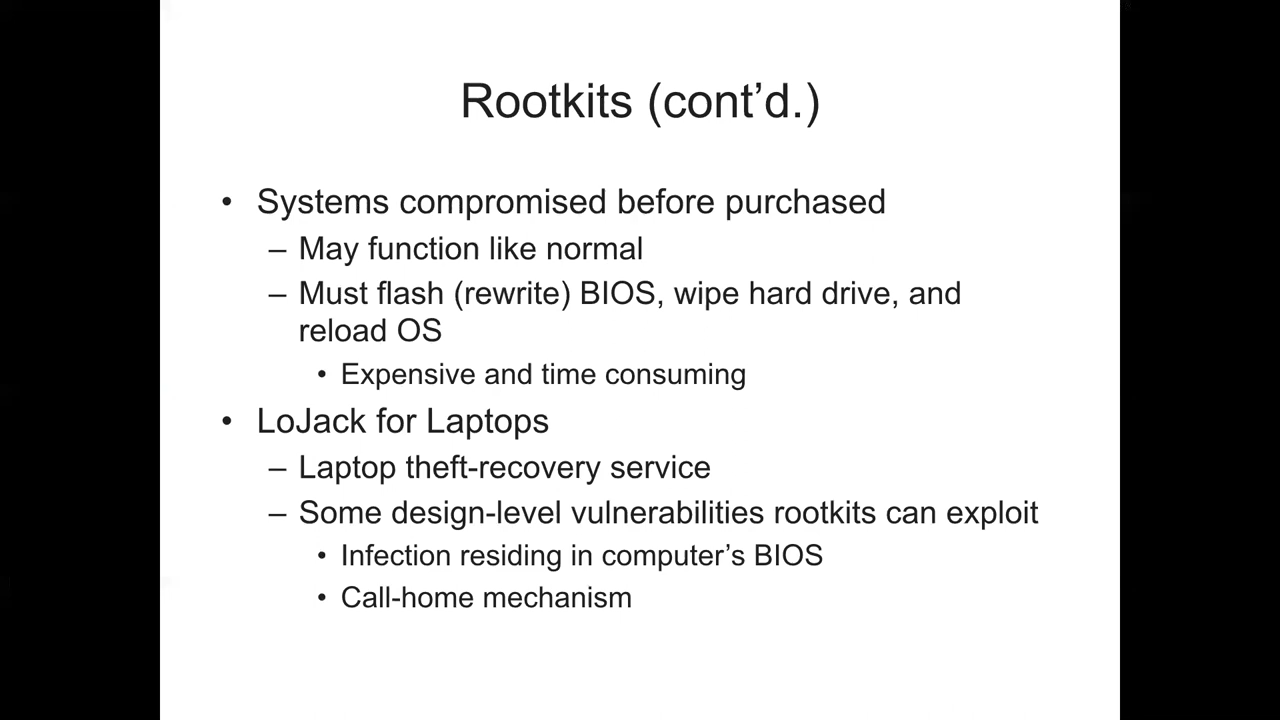 Rootkits (cont’d.)
• Systems compromised before purchased
– May function like normal
– Must flash (rewrite) BIOS, wipe hard drive, and
reload OS
• Expensive and time consuming
• LoJack for Laptops
– Laptop theft-recovery service
– Some design-level vulnerabilities rootkits can exploit
• Infection residing in computer’s BIOS
• Call-home mechanism